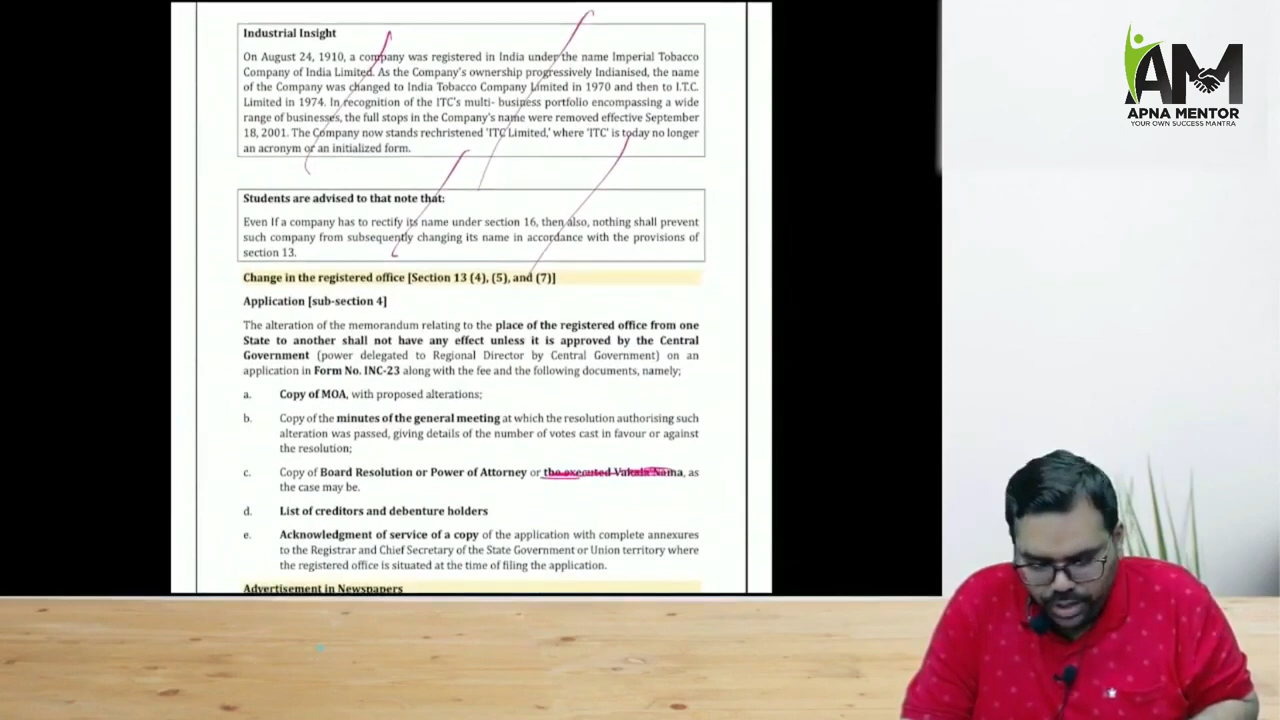 Industrial Insight
On August 24, 1910, a company was registered in India under the name Imperial Tobacco
Company of India Limited. As the Company's ownership progressively Indianised, the name
of the Company was changed to India Tobacco Company Limited in 1970 and then to I.T.C.
Limited in 1974. In recognition of the ITC's multi- business portfolio encompassing a wide
range of businesses, the full stops in the Company's name were removed effective September
18, 2001. The Company now stands rechristened 'ITC Limited,' where 'ITC' is today no longer
an acronym or an initialized form.
Students are advised to that note that:
Even If a company has to rectify its name under section 16, then also, nothing shall prevent
such company from subsequently changing its name in accordance with the provisions of
section 13.
Change in the registered office [Section 13 (4), (5), and (7)]
Application [sub-section 4]
The alteration of the memorandum relating to the place of the registered office from one
State to another shall not have any effect unless it is approved by the Central
Government (power delegated to Regional Director by Central Government) on an
application in Form No. INC-23 along with the fee and the following documents, namely;
a. Copy of MOA, with proposed alterations;
b. Copy of the minutes of the general meeting at which the resolution authorising such
alteration was passed, giving details of the number of votes cast in favour or against
the resolution;
c. Copy of Board Resolution or Power of Attorney or the executed Vakala Nama, as
the case may be.
d. List of creditors and debenture holders
e. Acknowledgment of service of a copy of the application with complete annexures
to the Registrar and Chief Secretary of the State Government or Union territory where
the registered office is situated at the time of filing the application.
Advertisement in Newspapers
AM
APNA MENTOR
YOUR OWN SUCCESS MANTRA